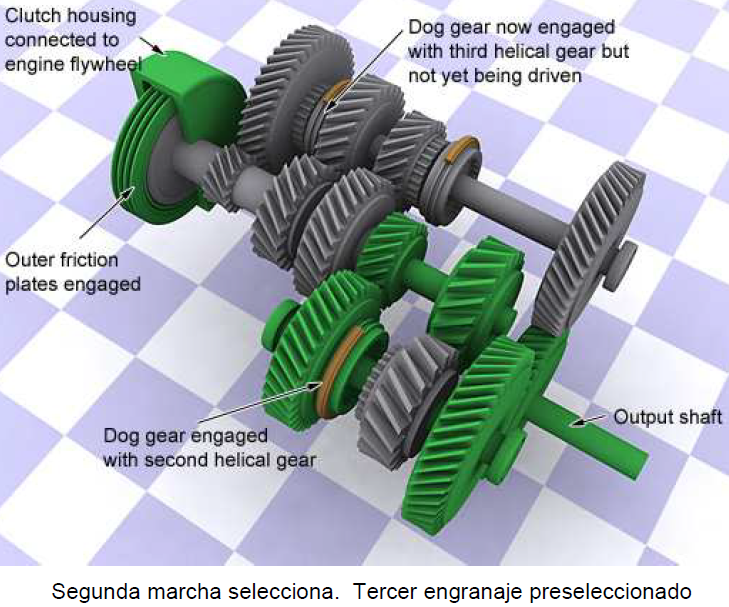 Clutch housing
connected to
engine flywheel
Dog gear now engaged
with third helical gear but
not yet being driven
Outer friction
plates engaged
Dog gear engaged
with second helical gear
Output shaft
Segunda marcha selecciona.  Tercer engranaje preseleccionado